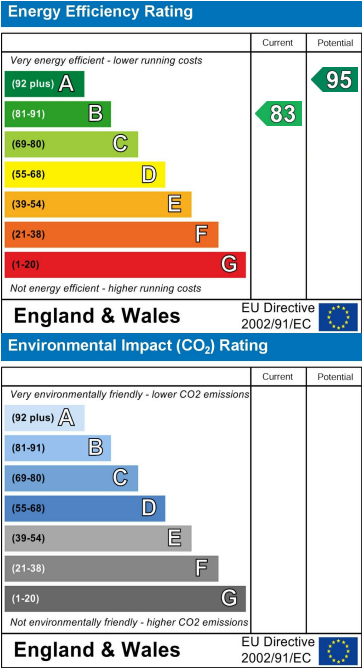 Energy Efficiency Rating
Current Potential
Very energy efficient - lower running costs
(92 plus) A 95
(81-91) B 83
(69-80) C
(55-68) D
(39-54) E
(21-38) F
(1-20) G
Not energy efficient - higher running costs
England & Wales
EU Directive
2002/91/EC
Environmental Impact (CO₂) Rating
Current Potential
Very environmentally friendly - lower CO2 emissions
(92 plus) A
(81-91) B
(69-80) C
(55-68) D
(39-54) E
(21-38) F
(1-20) G
Not environmentally friendly - higher CO2 emissions
England & Wales
EU Directive
2002/91/EC